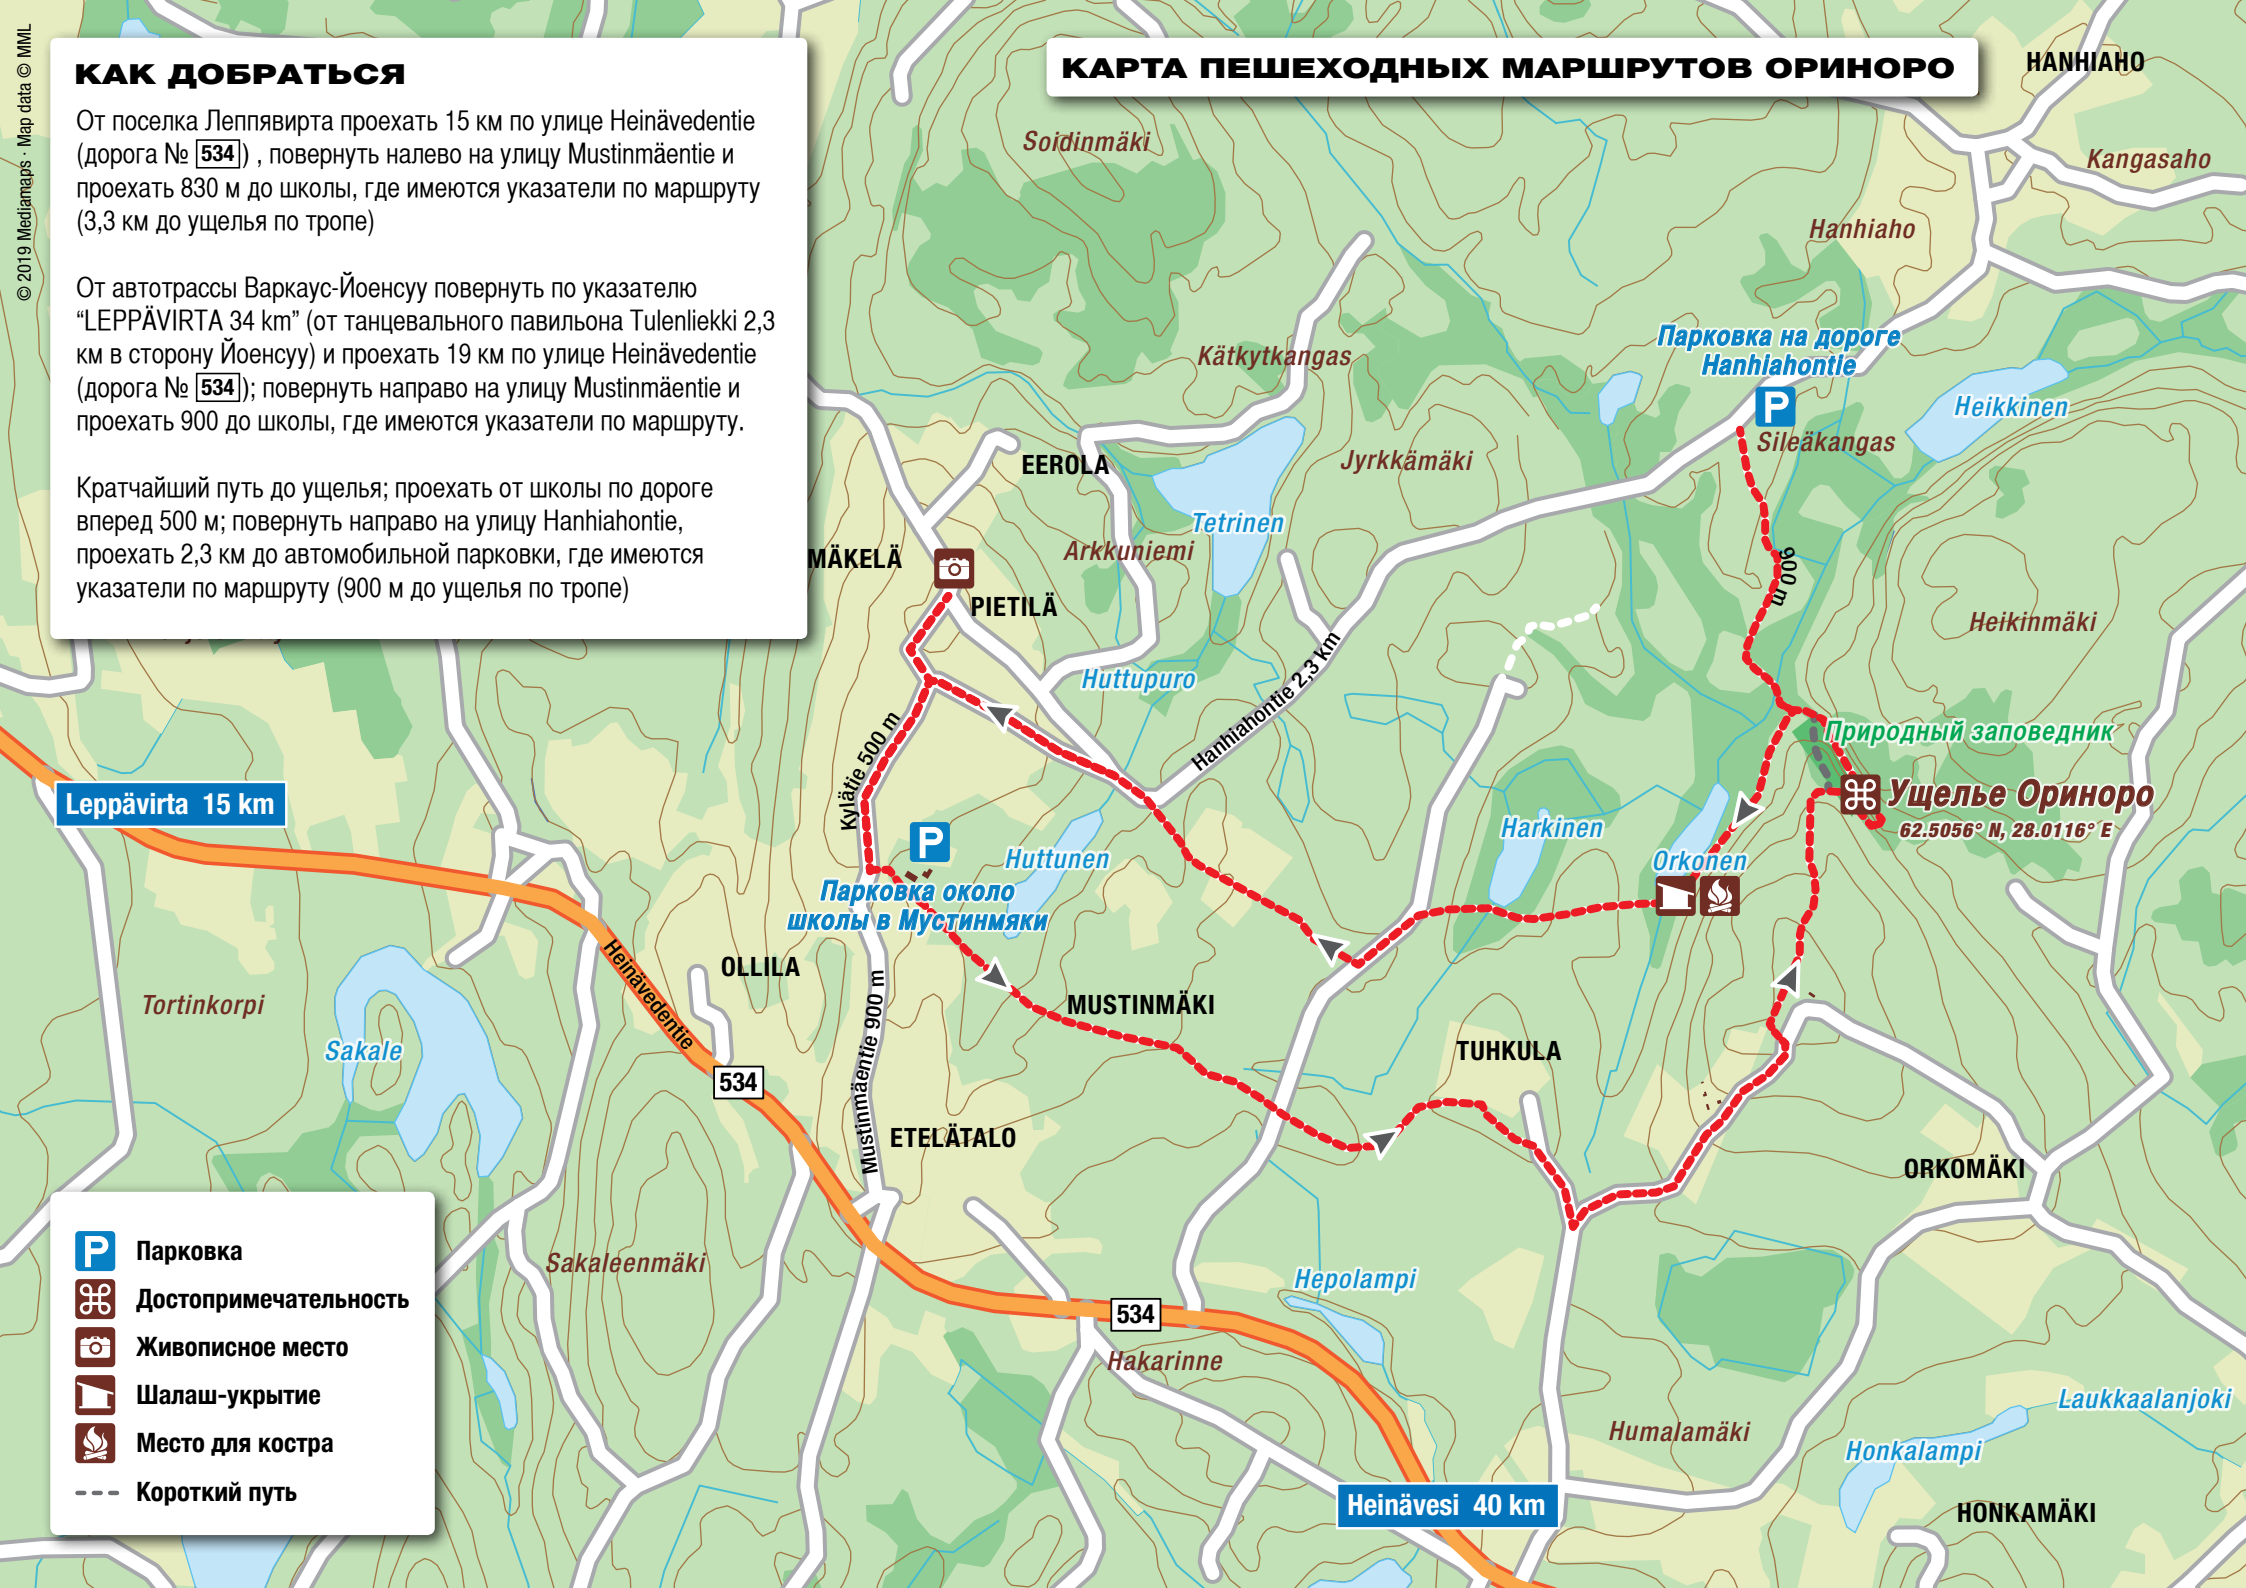 © 2019 Mediamaps · Map data © MML
КАК ДОБРАТЬСЯ
От поселка Леппявирта проехать 15 км по улице Heinävedentie
(дорога № 534) , повернуть налево на улицу Mustinmäentie и
проехать 830 м до школы, где имеются указатели по маршруту
(3,3 км до ущелья по тропе)
От автотрассы Варкаус-Йоенсуу повернуть по указателю
“LEPPÄVIRTA 34 km” (от танцевального павильона Tulenliekki 2,3
км в сторону Йоенсуу) и проехать 19 км по улице Heinävedentie
(дорога № 534); повернуть направо на улицу Mustinmäentie и
проехать 900 до школы, где имеются указатели по маршруту.
Кратчайший путь до ущелья; проехать от школы по дороге
вперед 500 м; повернуть направо на улицу Hanhiahontie,
проехать 2,3 км до автомобильной парковки, где имеются
указатели по маршруту (900 м до ущелья по тропе)
КАРТА ПЕШЕХОДНЫХ МАРШРУТОВ ОРИНОРО
HANHIAHO
Soidinmäki
Kangasaho
Hanhiaho
Парковка на дороге
Hanhiahontie
P
Kätkytkangas
Heikkinen
Sileäkangas
Jyrkkämäki
EEROLA
Tetrinen
Arkkuniemi
MÄKELÄ
PIETILÄ
900 m
Heikinmäki
Huttupuro
Hanhiahontie 2,3 km
Kylätie 500 m
Природный заповедник
Ущелье Ориноро
62.5056° N, 28.0116° E
Leppävirta 15 km
Harkinen
Orkonen
P
Huttunen
Парковка около
школы в Мустинмяки
Heinävedentie
OLLILA
Tortinkorpi
Sakale
MUSTINMÄKI
Mustinmäentie 900 m
TUHKULA
534
ETELÄTALO
ORKOMÄKI
Sakaleenmäki
Hepolampi
534
Hakarinne
Laukkaalanjoki
Humalamäki
Honkalampi
Heinävesi 40 km
HONKAMÄKI
P Парковка
Достопримечательность
Живописное место
Шалаш-укрытие
Место для костра
Короткий путь